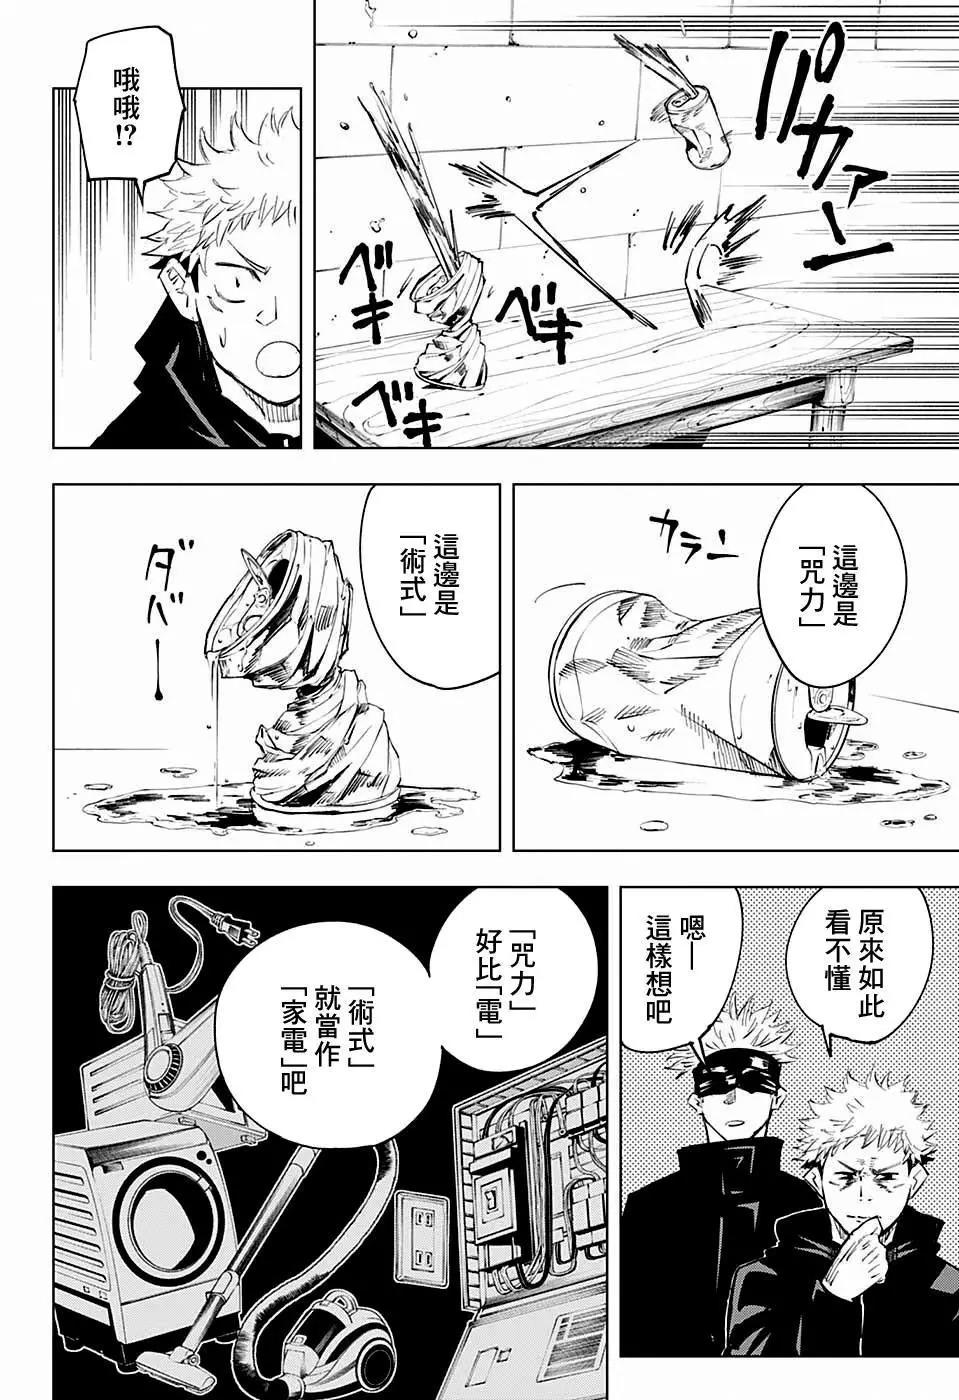 パカァン
ベキ
ベキ
ベキ
哦哦!?
這邊是
「咒力」
カラン
這邊是
「術式」
ダバー
原來如此
看不懂
嗯—
這樣想吧
「咒力」
好比「電」
「術式」
就當作
「家電」吧